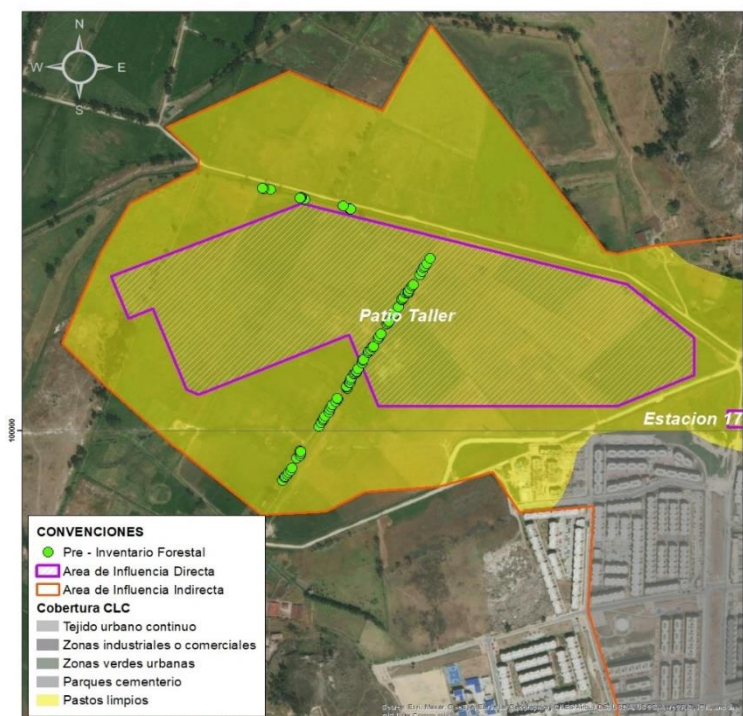 N
W E
S
Patio Taller
Estacion 17
100000
CONVENCIONES
Pre - Inventario Forestal
Area de Influencia Directa
Area de Influencia Indirecta
Cobertura CLC
Tejido urbano continuo
Zonas industriales o comerciales
Zonas verdes urbanas
Parques cementerio
Pastos limpios